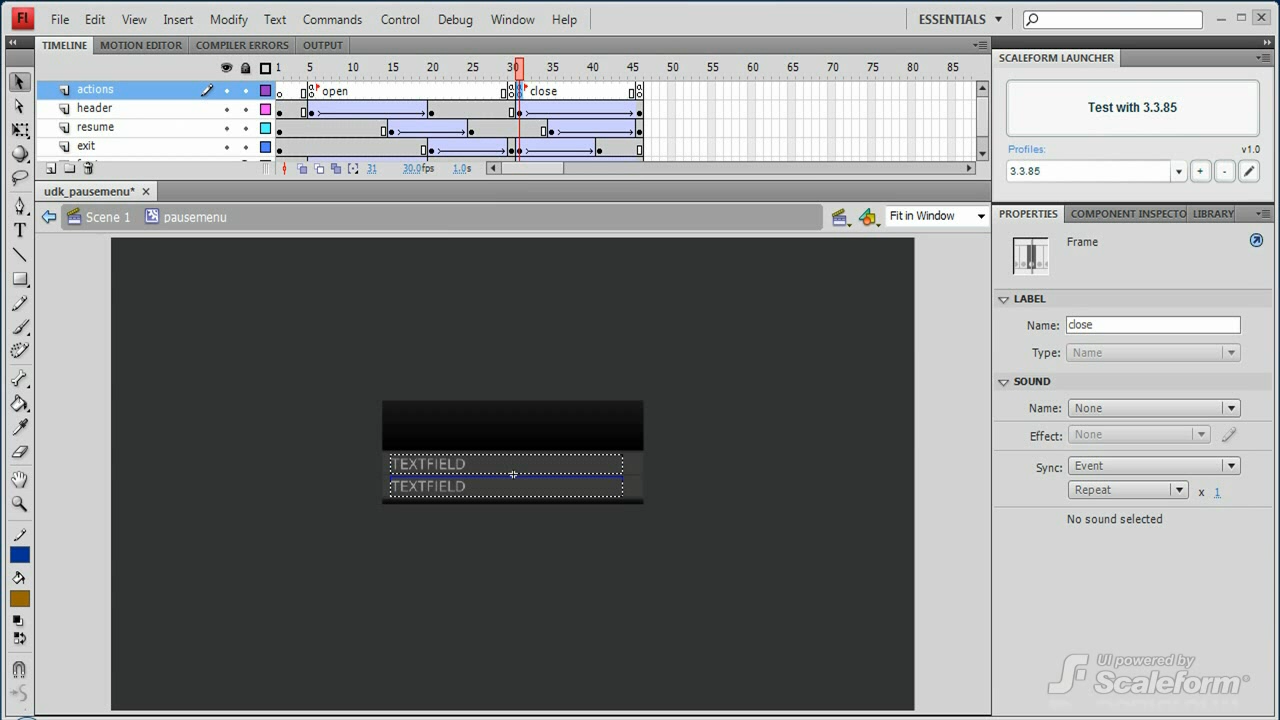 Fl File Edit View Insert Modify Text Commands Control Debug Window Help ESSENTIALS
TIMELINE MOTION EDITOR COMPILER ERRORS OUTPUT
1 5 10 15 20 25 30 35 40 45 50 55 60 65 70 75 80 85
actions open close
header
resume
exit
31 30.0fps 1.0s
udk_pausemenu*
Scene 1 pausemenu Fit in Window
TEXTFIELD
TEXTFIELD
SCALEFORM LAUNCHER
Test with 3.3.85
Profiles: v1.0
3.3.85 + -
PROPERTIES COMPONENT INSPECTO LIBRARY
Frame
LABEL
Name: close
Type: Name
SOUND
Name: None
Effect: None
Sync: Event
Repeat x 1
No sound selected
UI powered by
Scaleform